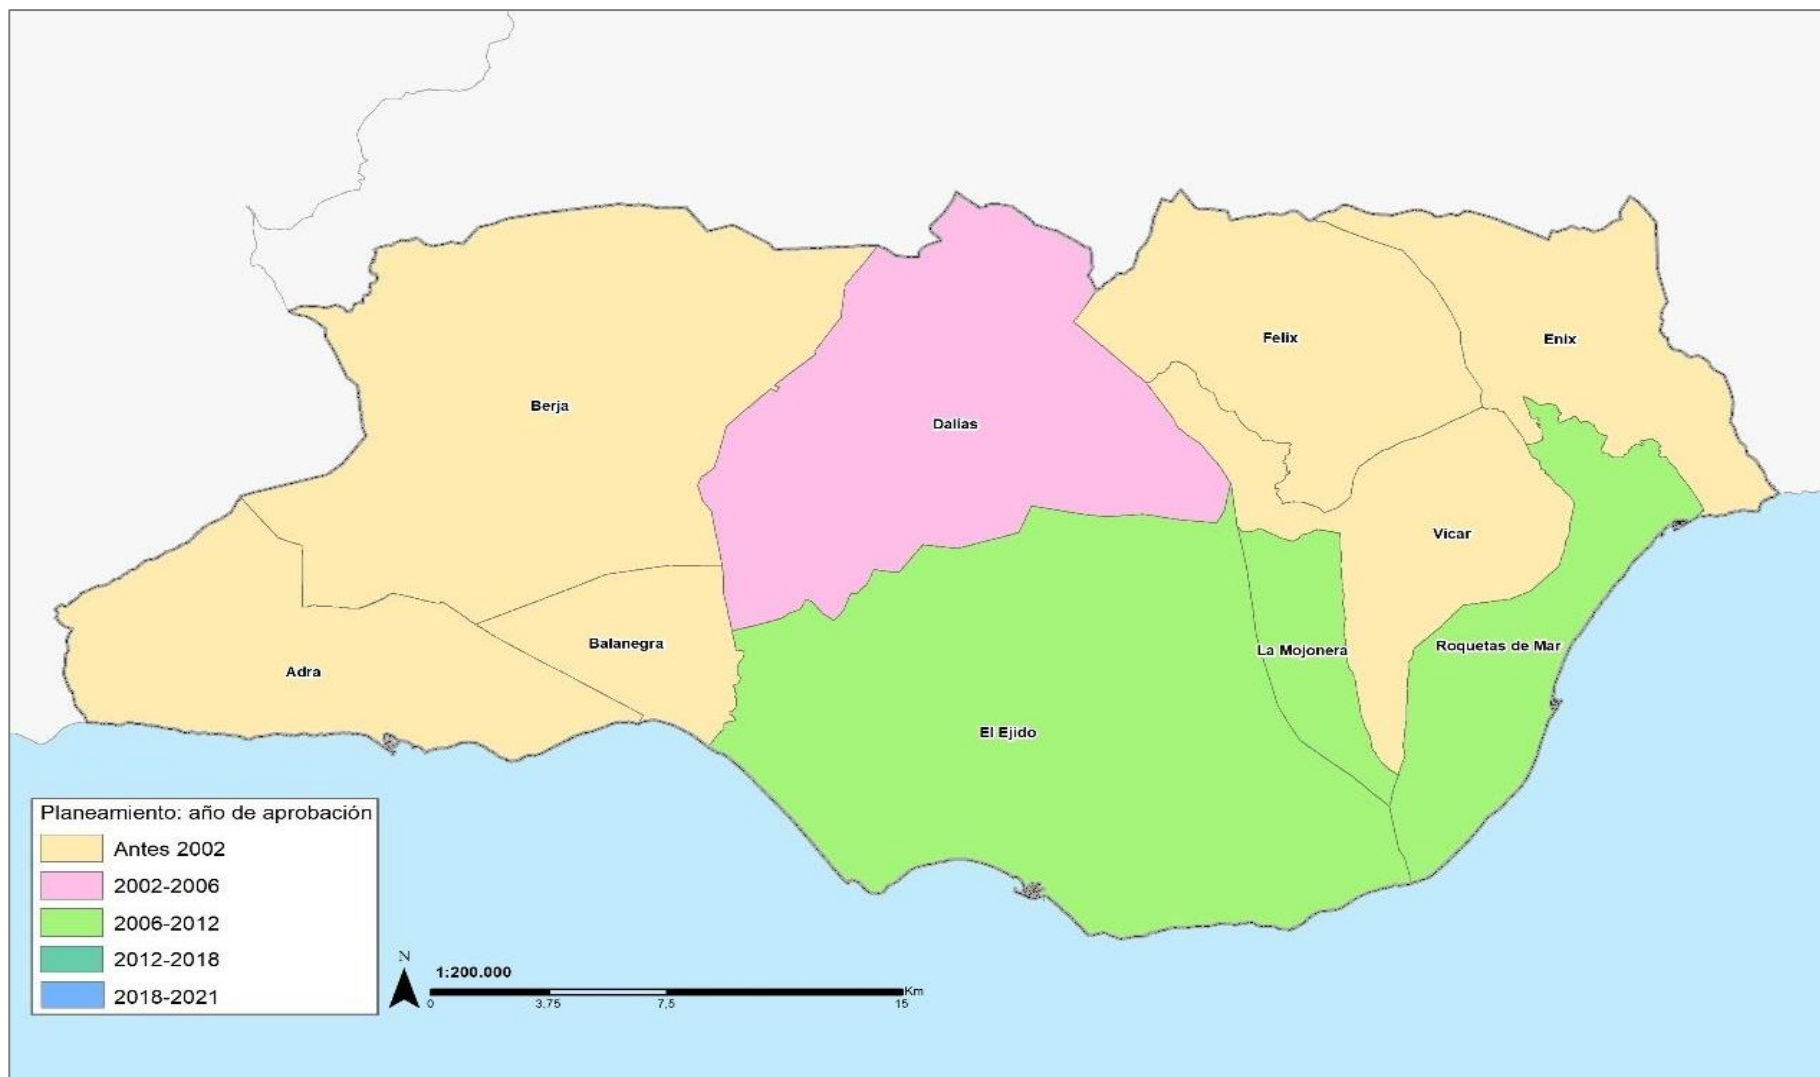 Felix
Enix
Berja
Dalías
Vicar
Balanegra
La Mojonera
Roquetas de Mar
Adra
El Ejido
Planeamiento: año de aprobación
Antes 2002
2002-2006
2006-2012
2012-2018
2018-2021
N
1:200.000
Km
0 3.75 7,5 15